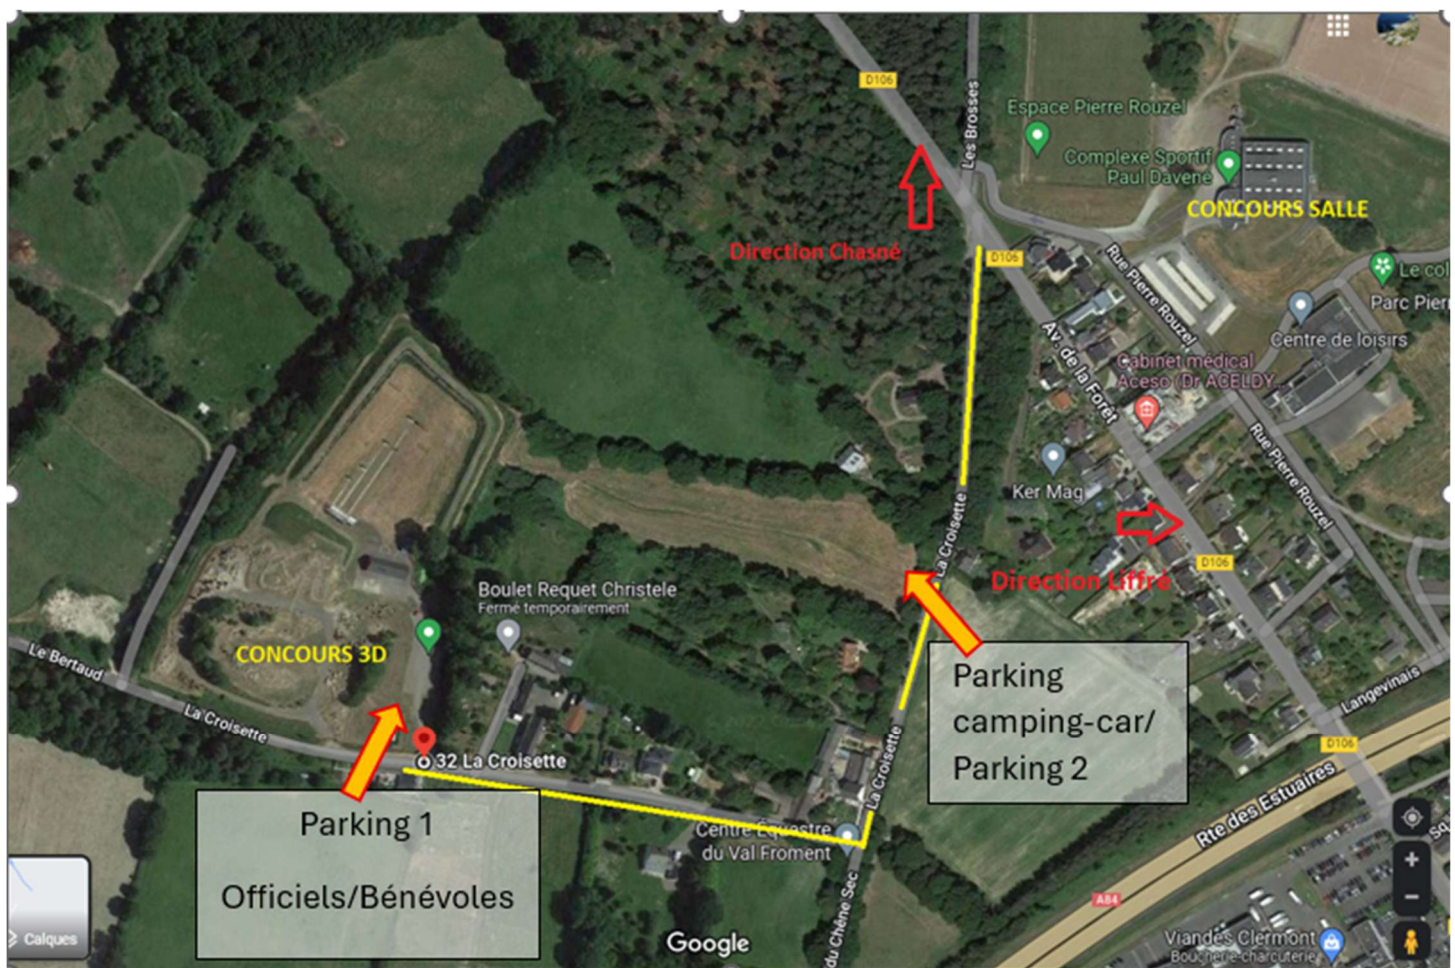 D106
Les Brosses
Espace Pierre Rouzel
Complexe Sportif
Paul Davene
CONCOURS SALLE
Direction Chasné
D106
Rue Pierre Rouzel
Le col
Parc Pierr
Centre de loisirs
Av. de la Forêt
Cabinet médical
Aceso (Dr ACELDY...
Rue Pierre Rouzel
Ker Mag
La Croisette
Direction Liffré
D106
Boulet Requet Christele
Fermé temporairement
CONCOURS 3D
Le Bertaud
La Croisette
32 La Croisette
Parking
camping-car/
Parking 2
Langevinais
D106
La Croisette
Rte des Estuaires
Parking 1
Officiels/Bénévoles
Centre Équestre
du Val Froment
du Chêne Sec
A84
Calques
Google
Viandes Clermont
Boucherie-charcuterie